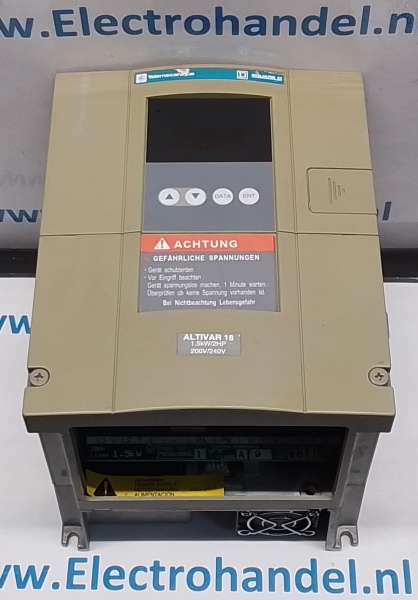 www.Electrohandel.nl
Telemecanique
SQUARE D
DATA ENT
ACHTUNG
GEFÄHRLICHE SPANNUNGEN
- Gerät schutzerden
- Vor Eingriff beachten :
Gerät spannungslos machen, 1 Minute warten.
Überprüfen ob keine Spannung vorhanden ist.
Bei Nichtbeachtung Lebensgefahr
ALTIVAR 18
1.5kW/2HP
200V/240V
1.5kW
ALIMENTACION
www.Electrohandel.nl